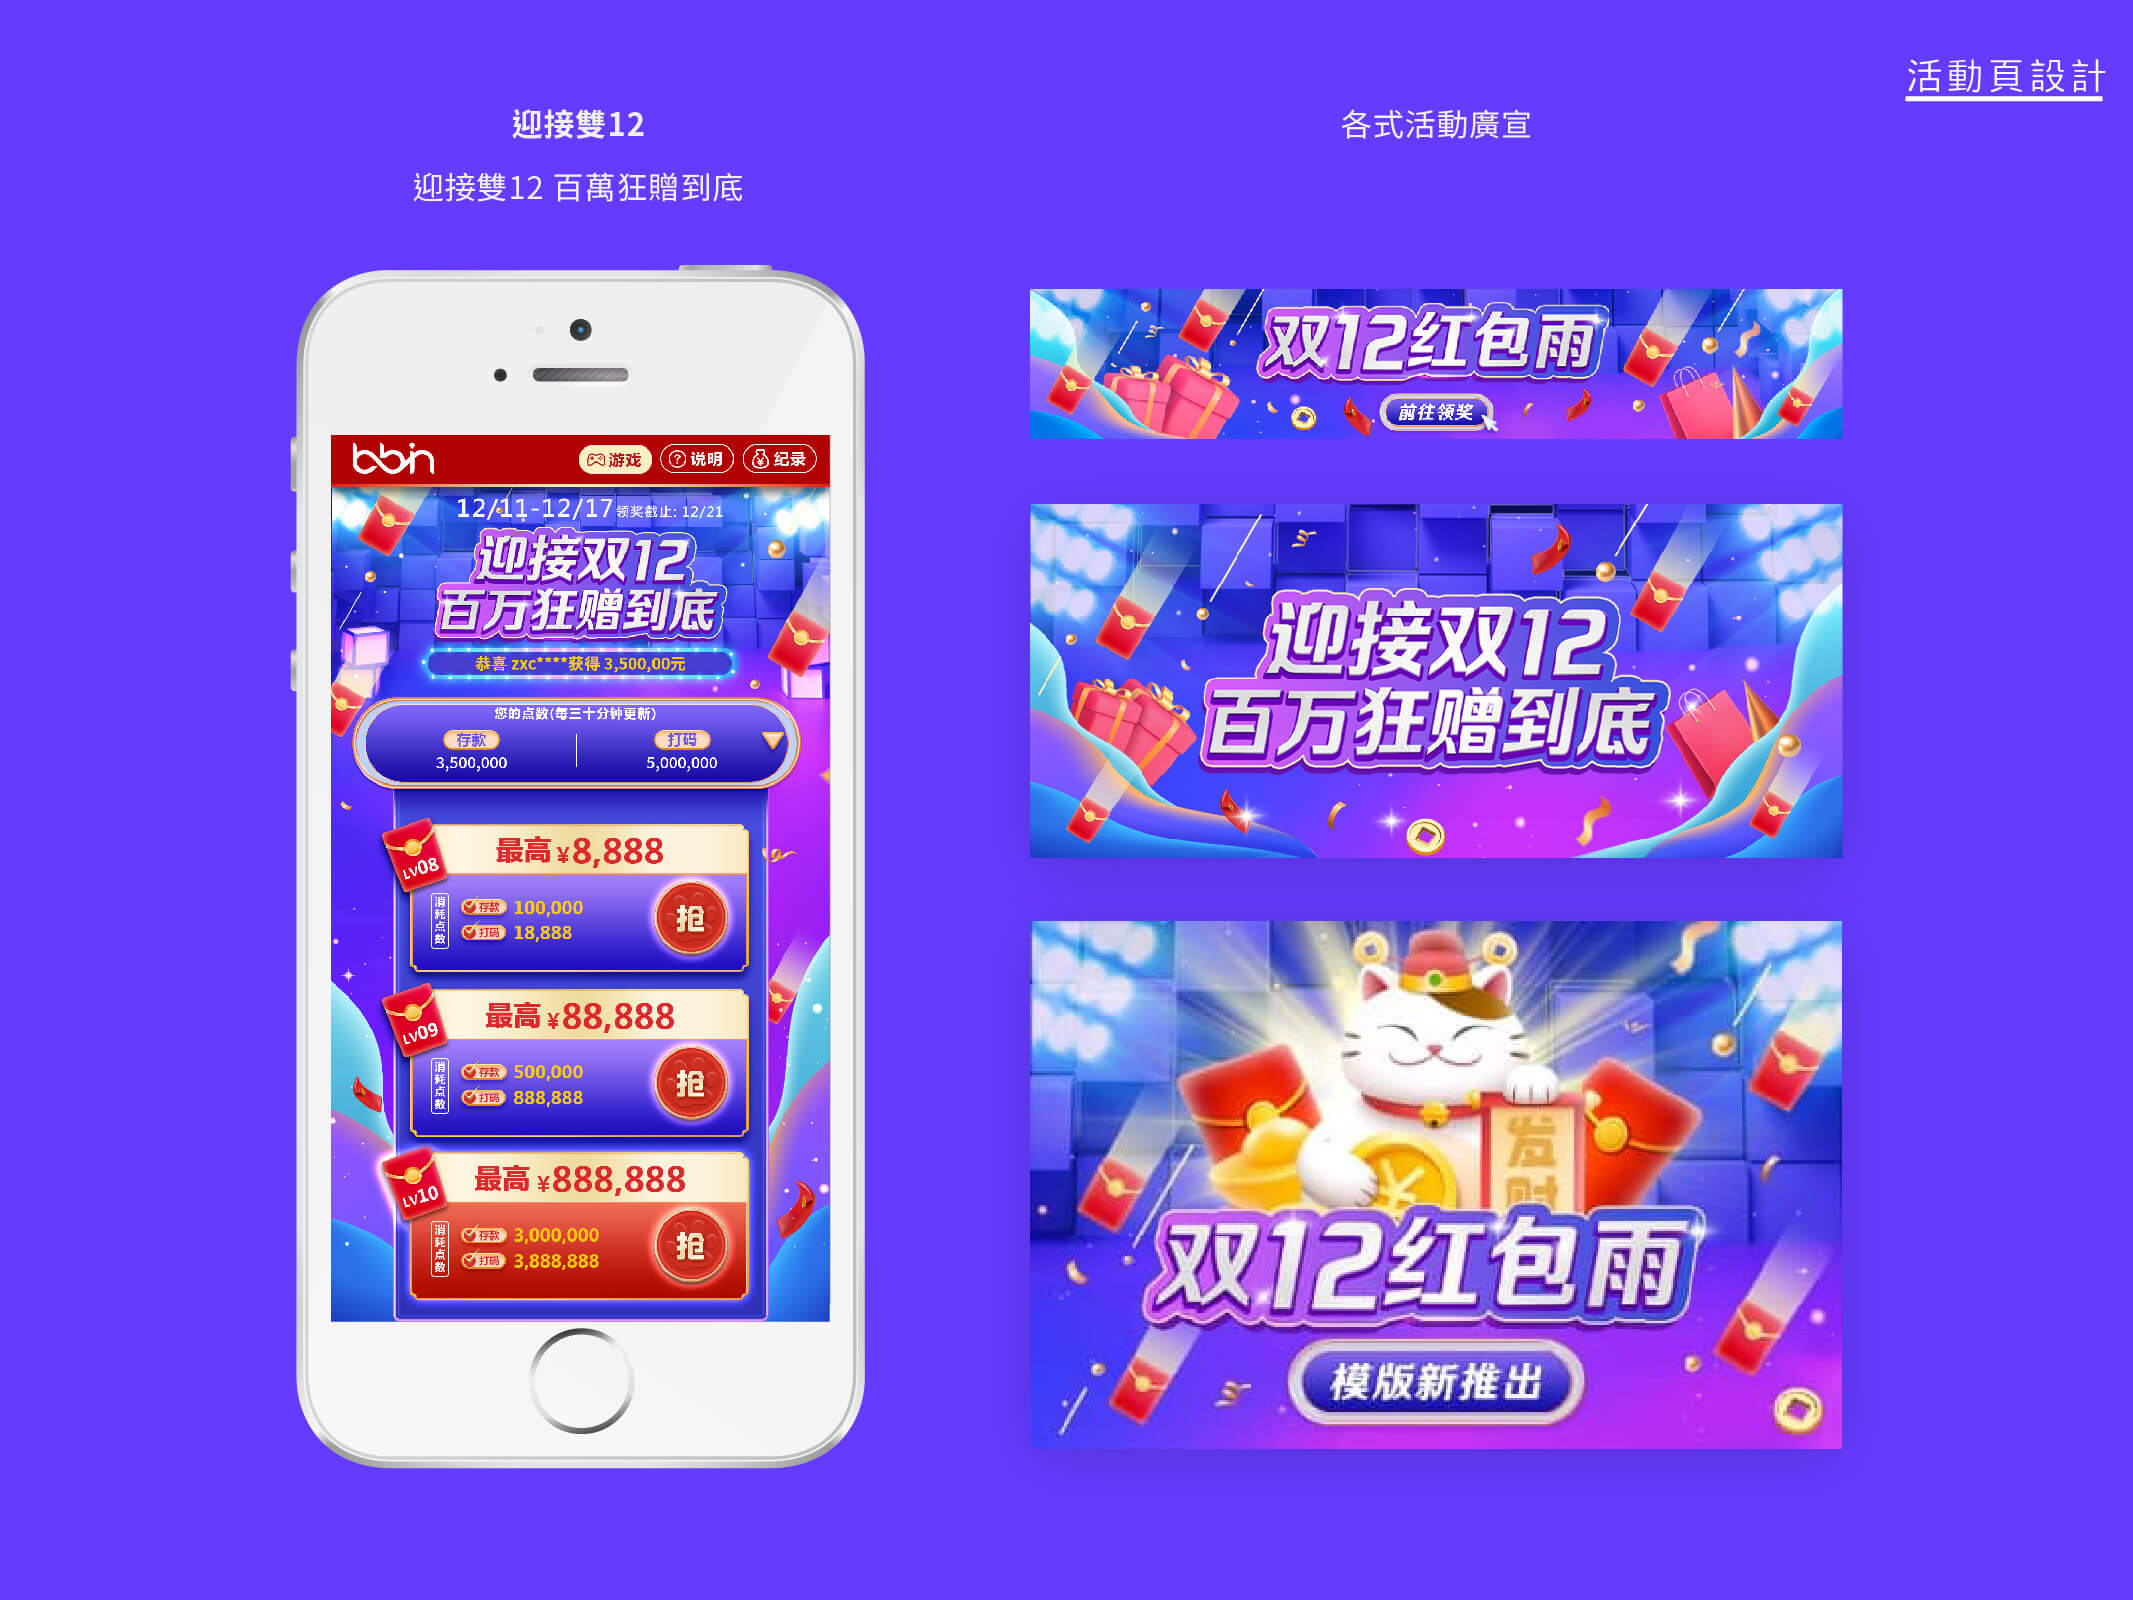 活動頁設計
迎接雙12
迎接雙12 百萬狂贈到底
bbin
游戏
说明
纪录
12/11-12/17 领奖截止: 12/21
迎接双12
百万狂赠到底
恭喜 zxc****获得 3,500,00元
您的点数(每三十分钟更新)
存款
打码
3,500,000
5,000,000
LV08
最高 ¥8,888
消耗点数
存款 100,000
打码 18,888
抢
LV09
最高 ¥88,888
消耗点数
存款 500,000
打码 888,888
抢
LV10
最高 ¥888,888
消耗点数
存款 3,000,000
打码 3,888,888
抢
各式活動廣宣
双12红包雨
前往领奖
迎接双12
百万狂赠到底
发财
双12红包雨
模版新推出